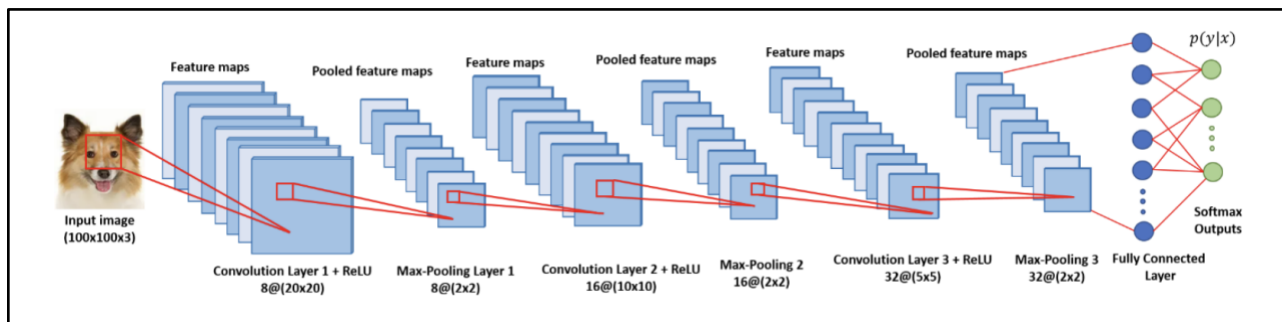 Feature maps
Pooled feature maps
Feature maps
Pooled feature maps
Feature maps
Pooled feature maps
p(y|x)
Input image
(100x100x3)
Convolution Layer 1 + ReLU
8@(20x20)
Max-Pooling Layer 1
8@(2x2)
Convolution Layer 2 + ReLU
16@(10x10)
Max-Pooling 2
16@(2x2)
Convolution Layer 3 + ReLU
32@(5x5)
Max-Pooling 3
32@(2x2)
Fully Connected
Layer
Softmax
Outputs